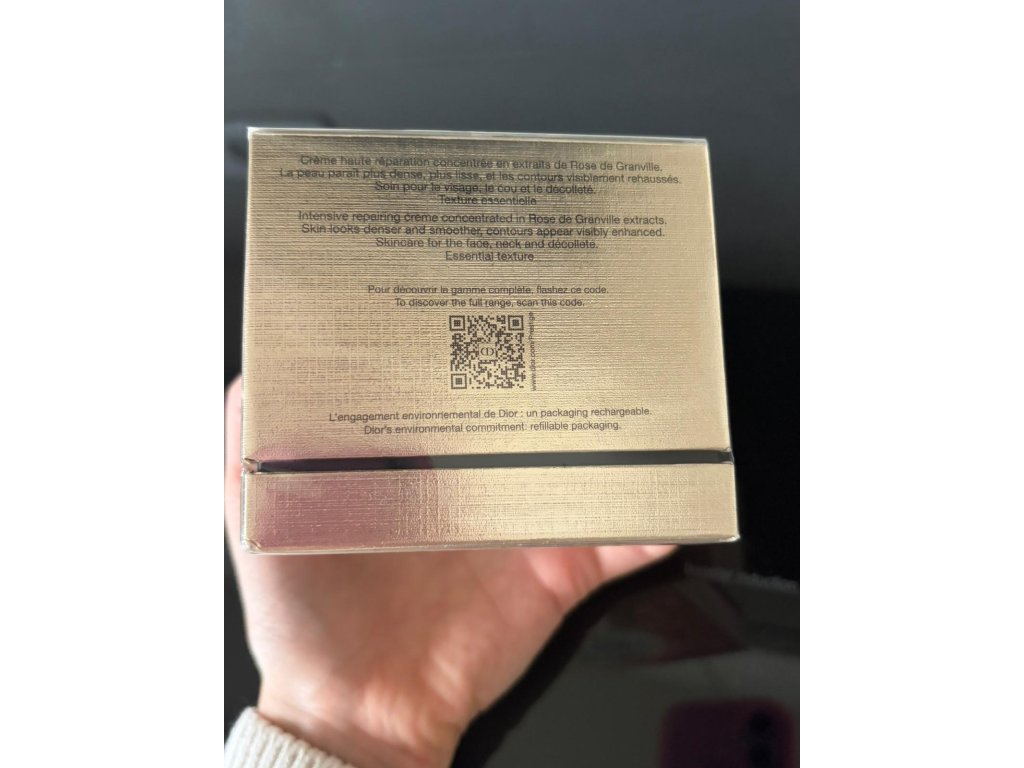 Crème haute réparation concentrée en extraits de Rose de Granville.
La peau paraît plus dense, plus lisse, et les contours visiblement rehaussés.
Soin pour le visage, le cou et le décolleté.
Texture essentielle
Intensive repairing crème concentrated in Rose de Granville extracts.
Skin looks denser and smoother, contours appear visibly enhanced.
Skincare for the face, neck and décolleté.
Essential texture
Pour découvrir la gamme complète, flashez ce code.
To discover the full range, scan this code.
www.dior.com/Prestige
L'engagement environnemental de Dior : un packaging rechargeable.
Dior's environmental commitment: refillable packaging.